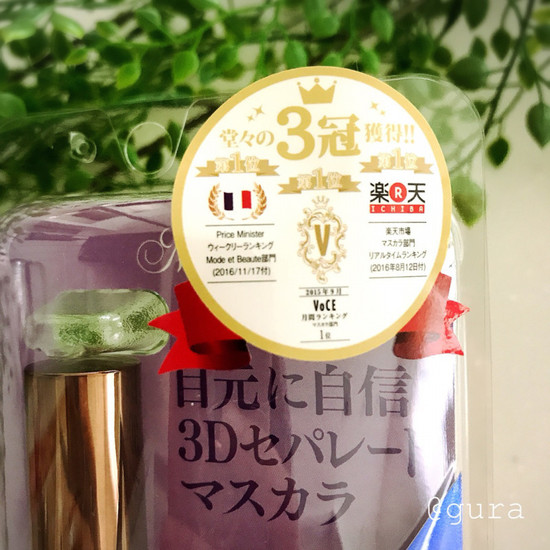 堂々の3冠獲得!!
第1位
第1位
第1位
Price Minister
ウィークリーランキング
Mode et Beaute部門
(2016/11/17付)
V
2015年9月
VoCE
月間ランキング
マスカラ部門
1位
楽R天
ICHIBA
楽天市場
マスカラ部門
リアルタイムランキング
(2016年8月12日付)
目元に自信
3Dセパレート
マスカラ
@gura